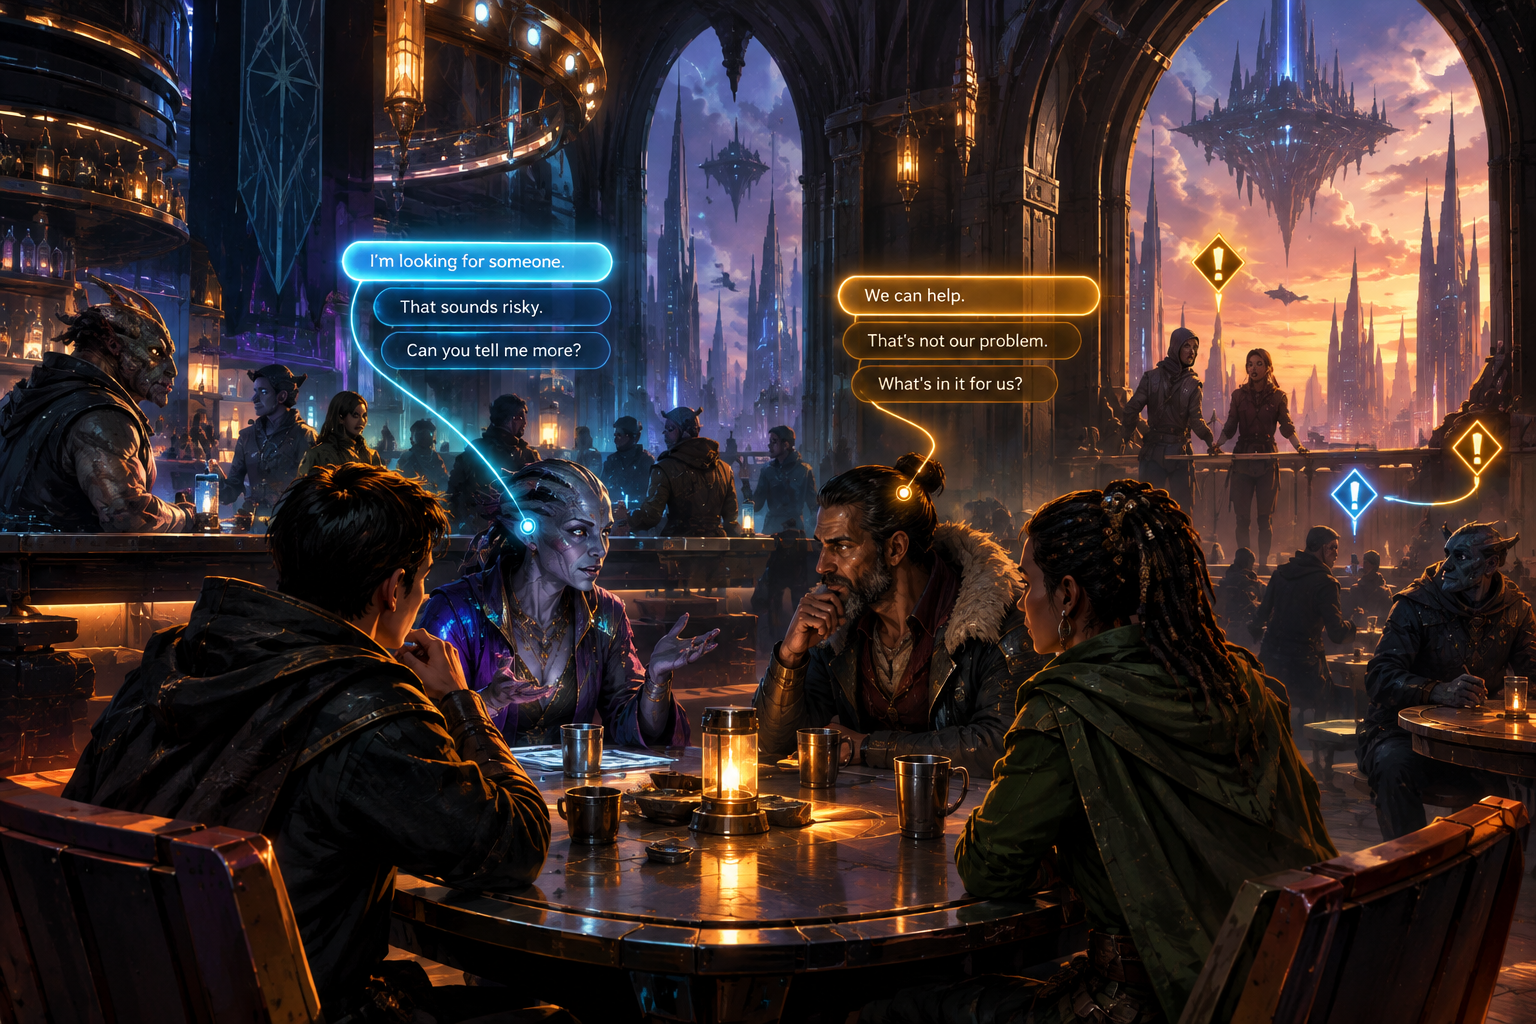 I'm looking for someone.
That sounds risky.
Can you tell me more?
We can help.
That's not our problem.
What's in it for us?
!
!
!